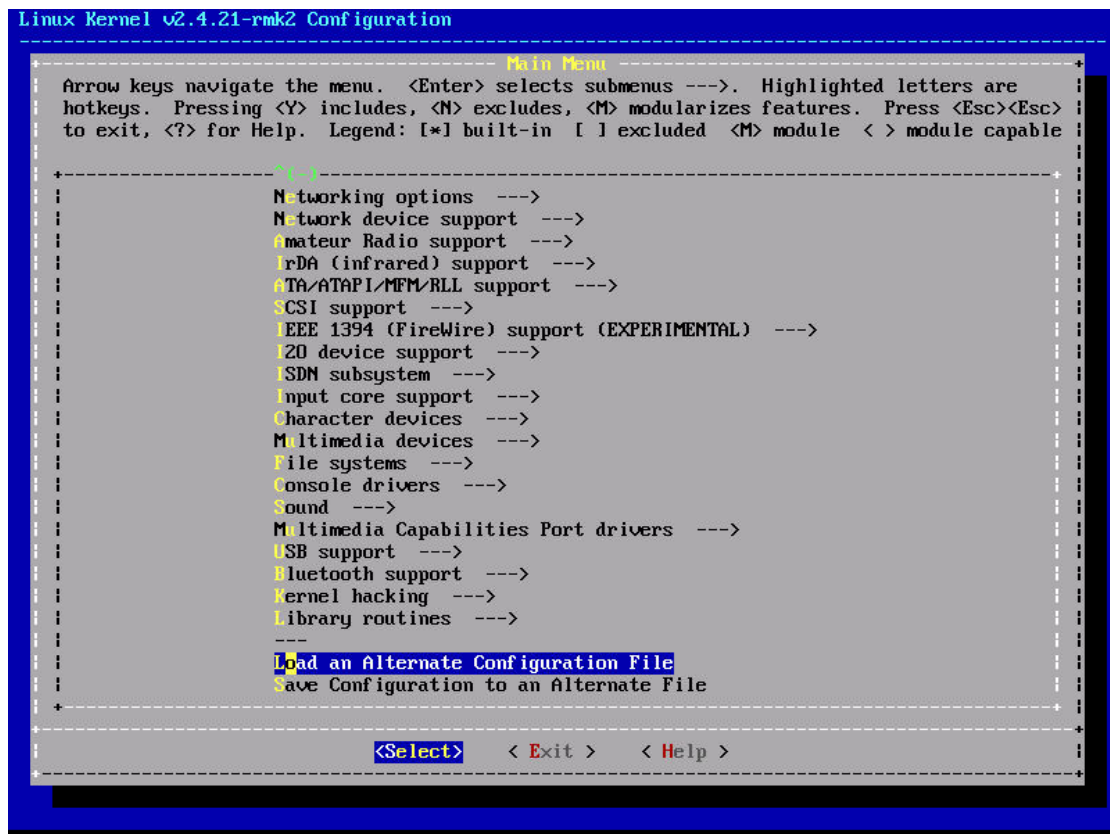 Linux Kernel v2.4.21-rmk2 Configuration
Main Menu
Arrow keys navigate the menu.  <Enter> selects submenus --->.  Highlighted letters are
hotkeys.  Pressing <Y> includes, <N> excludes, <M> modularizes features.  Press <Esc><Esc>
to exit, <?> for Help.  Legend: [*] built-in  [ ] excluded  <M> module  < > module capable
^(-)
Networking options  --->
Network device support  --->
Amateur Radio support  --->
IrDA (infrared) support  --->
ATA/ATAPI/MFM/RLL support  --->
SCSI support  --->
IEEE 1394 (FireWire) support (EXPERIMENTAL)  --->
I2O device support  --->
ISDN subsystem  --->
Input core support  --->
Character devices  --->
Multimedia devices  --->
File systems  --->
Console drivers  --->
Sound  --->
Multimedia Capabilities Port drivers  --->
USB support  --->
Bluetooth support  --->
Kernel hacking  --->
Library routines  --->
---
Load an Alternate Configuration File
Save Configuration to an Alternate File
<Select>    < Exit >    < Help >